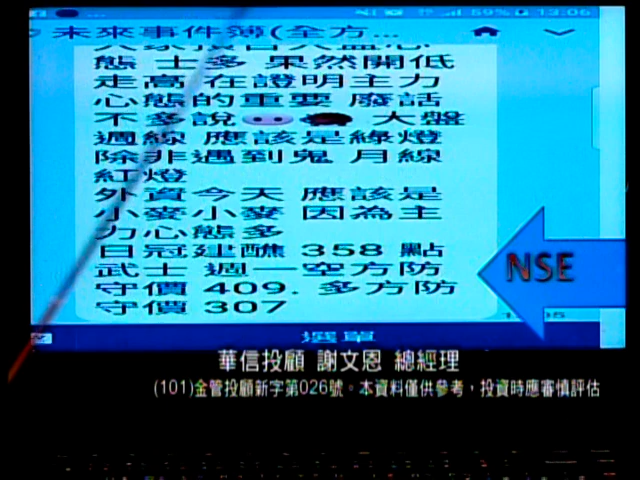 59% 13:06
未來事件簿(全方...
態 士多 果然開低
走高 在證明主力
心態的重要 廢話
不多說 大盤
週線 應該是綠燈
除非遇到鬼 月線
紅燈
外資今天 應該是
小麥小麥 因為主
力心態多
日冠建醮 358 點
武士 週一空方防
守價 409. 多方防
守價 307
NSE
選單
華信投顧 謝文恩 總經理
(101)金管投顧新字第026號。本資料僅供參考，投資時應審慎評估